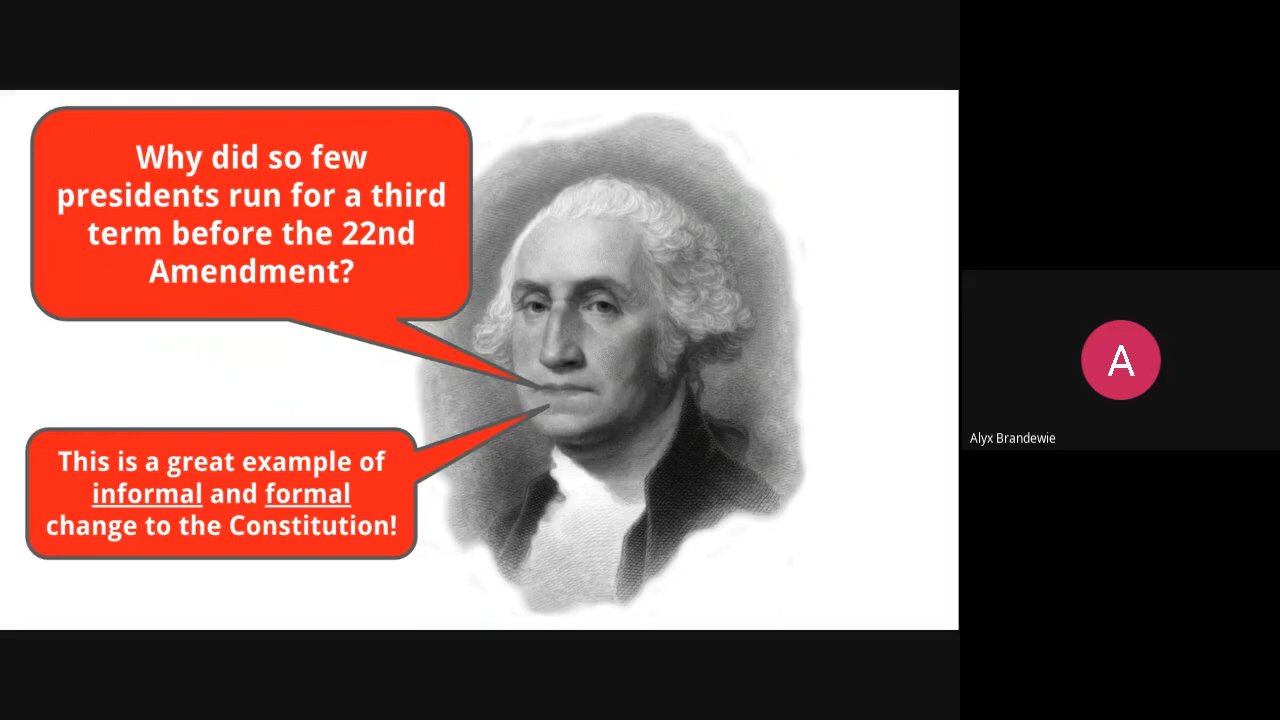 Why did so few
presidents run for a third
term before the 22nd
Amendment?
This is a great example of
informal and formal
change to the Constitution!
A
Alyx Brandewie